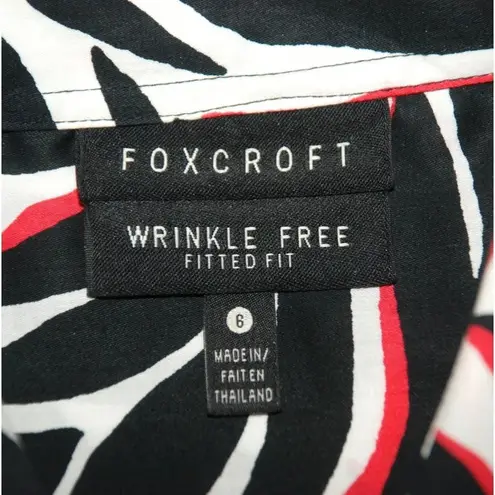 FOXCROFT
WRINKLE FREE
FITTED FIT
6
MADE IN/
FAIT EN
THAILAND